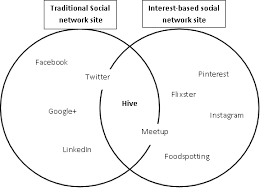 Traditional Social
network site
Interest-based social
network site
Facebook
Twitter
Pinterest
Flixster
Hive
Google+
Instagram
Meetup
LinkedIn
Foodspotting